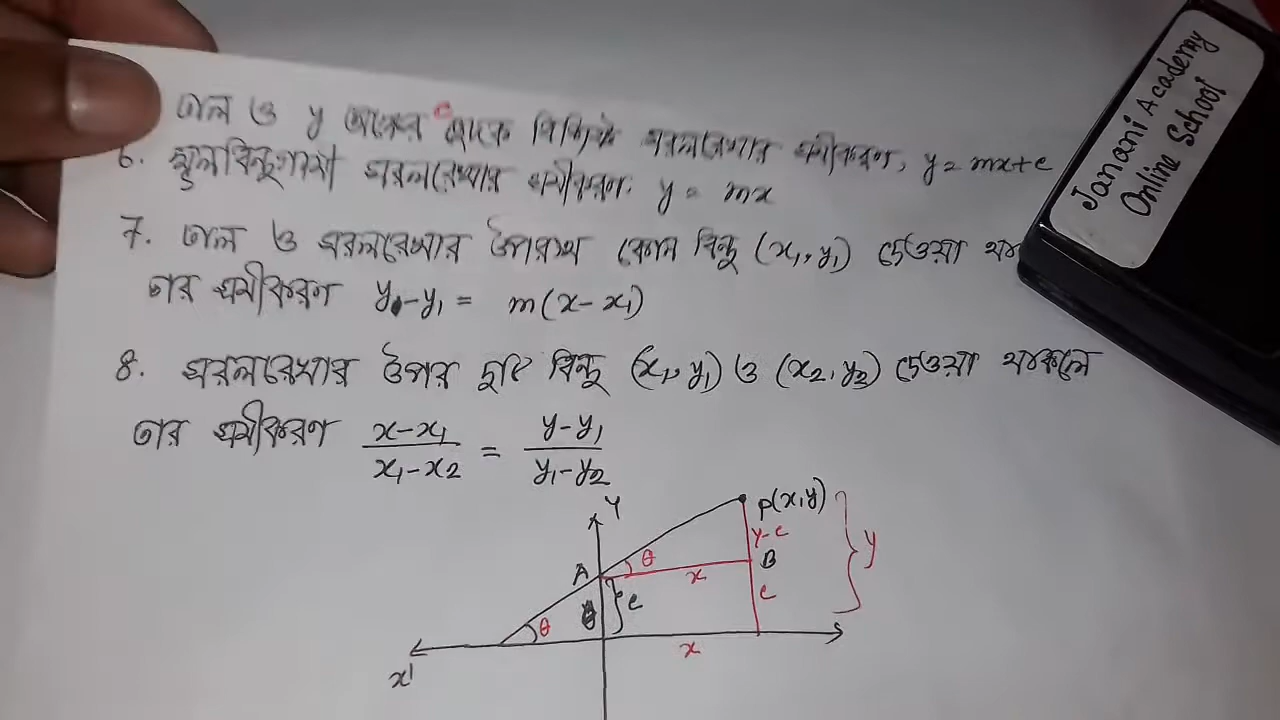 ঢাল ও y অক্ষের c ছেদক বিশিষ্ট সরলরেখার সমীকরণ, y = mx+c
6. মূলবিন্দুগামী সরলরেখার সমীকরণ: y = mx
7. ঢাল ও সরলরেখার উপরস্থ কোন বিন্দু (x₁, y₁) দেওয়া থাক
তার সমীকরণ y-y₁ = m(x-x₁)
8. সরলরেখার উপর দুটি বিন্দু (x₁, y₁) ও (x₂, y₂) দেওয়া থাকলে
তার সমীকরণ x-x₁/x₁-x₂ = y-y₁/y₁-y₂
Y P(x,y)
y-c y
A θ B
x c
c
θ
x
x'
Janani Academy
Online School